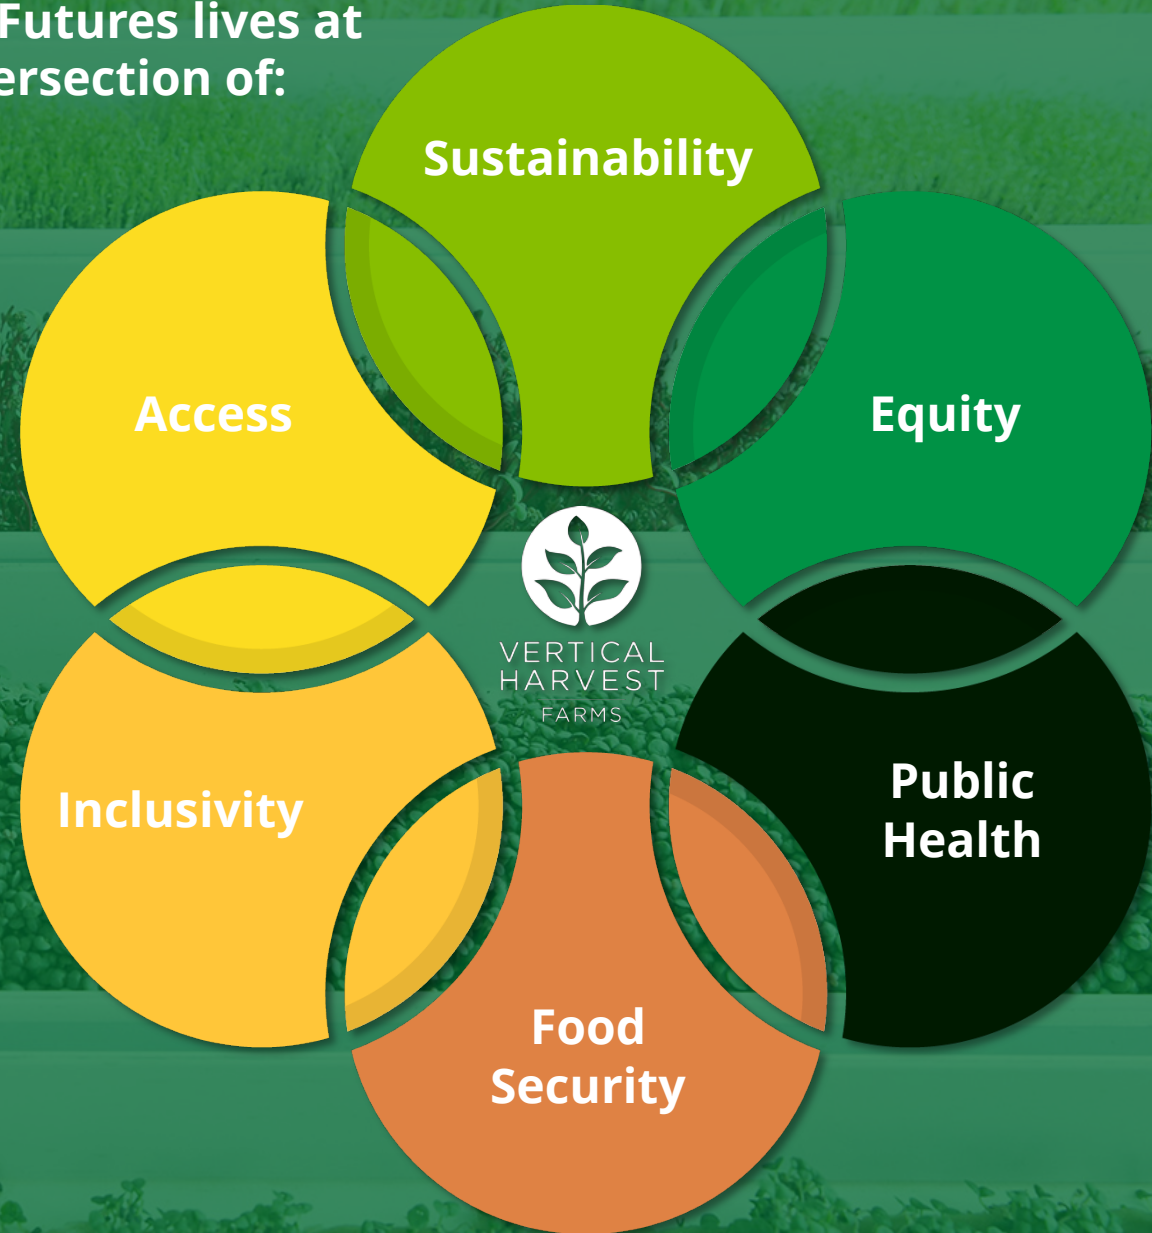 Futures lives at
ersection of:
Sustainability
Access
Equity
VERTICAL
HARVEST
FARMS
Inclusivity
Public
Health
Food
Security